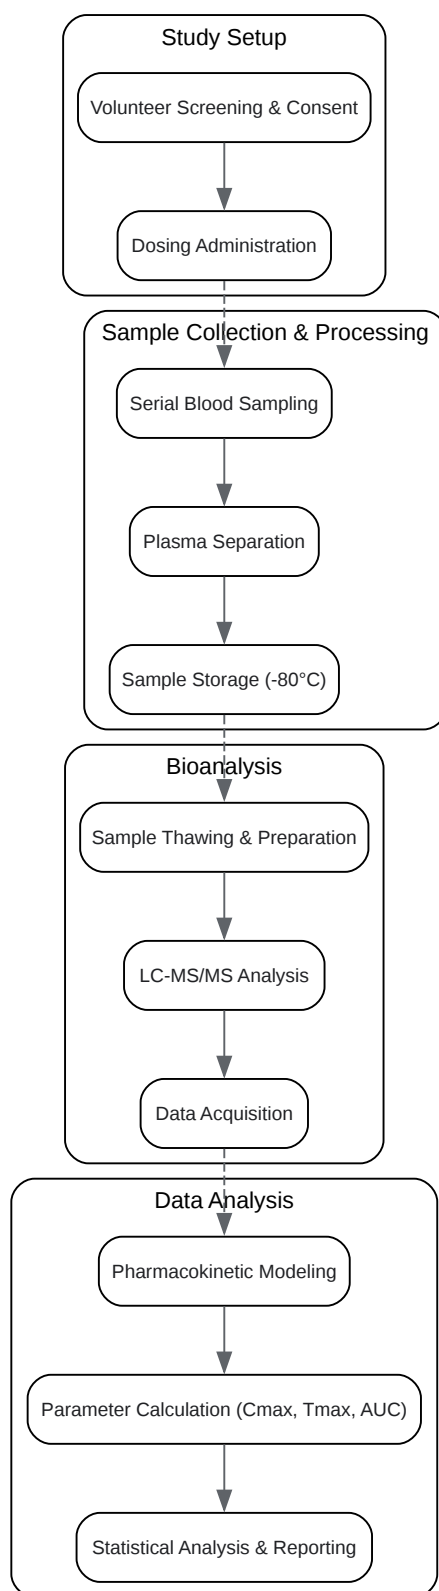 Study Setup
Volunteer Screening & Consent
Dosing Administration
Sample Collection & Processing
Serial Blood Sampling
Plasma Separation
Sample Storage (-80°C)
Bioanalysis
Sample Thawing & Preparation
LC-MS/MS Analysis
Data Acquisition
Data Analysis
Pharmacokinetic Modeling
Parameter Calculation (Cmax, Tmax, AUC)
Statistical Analysis & Reporting